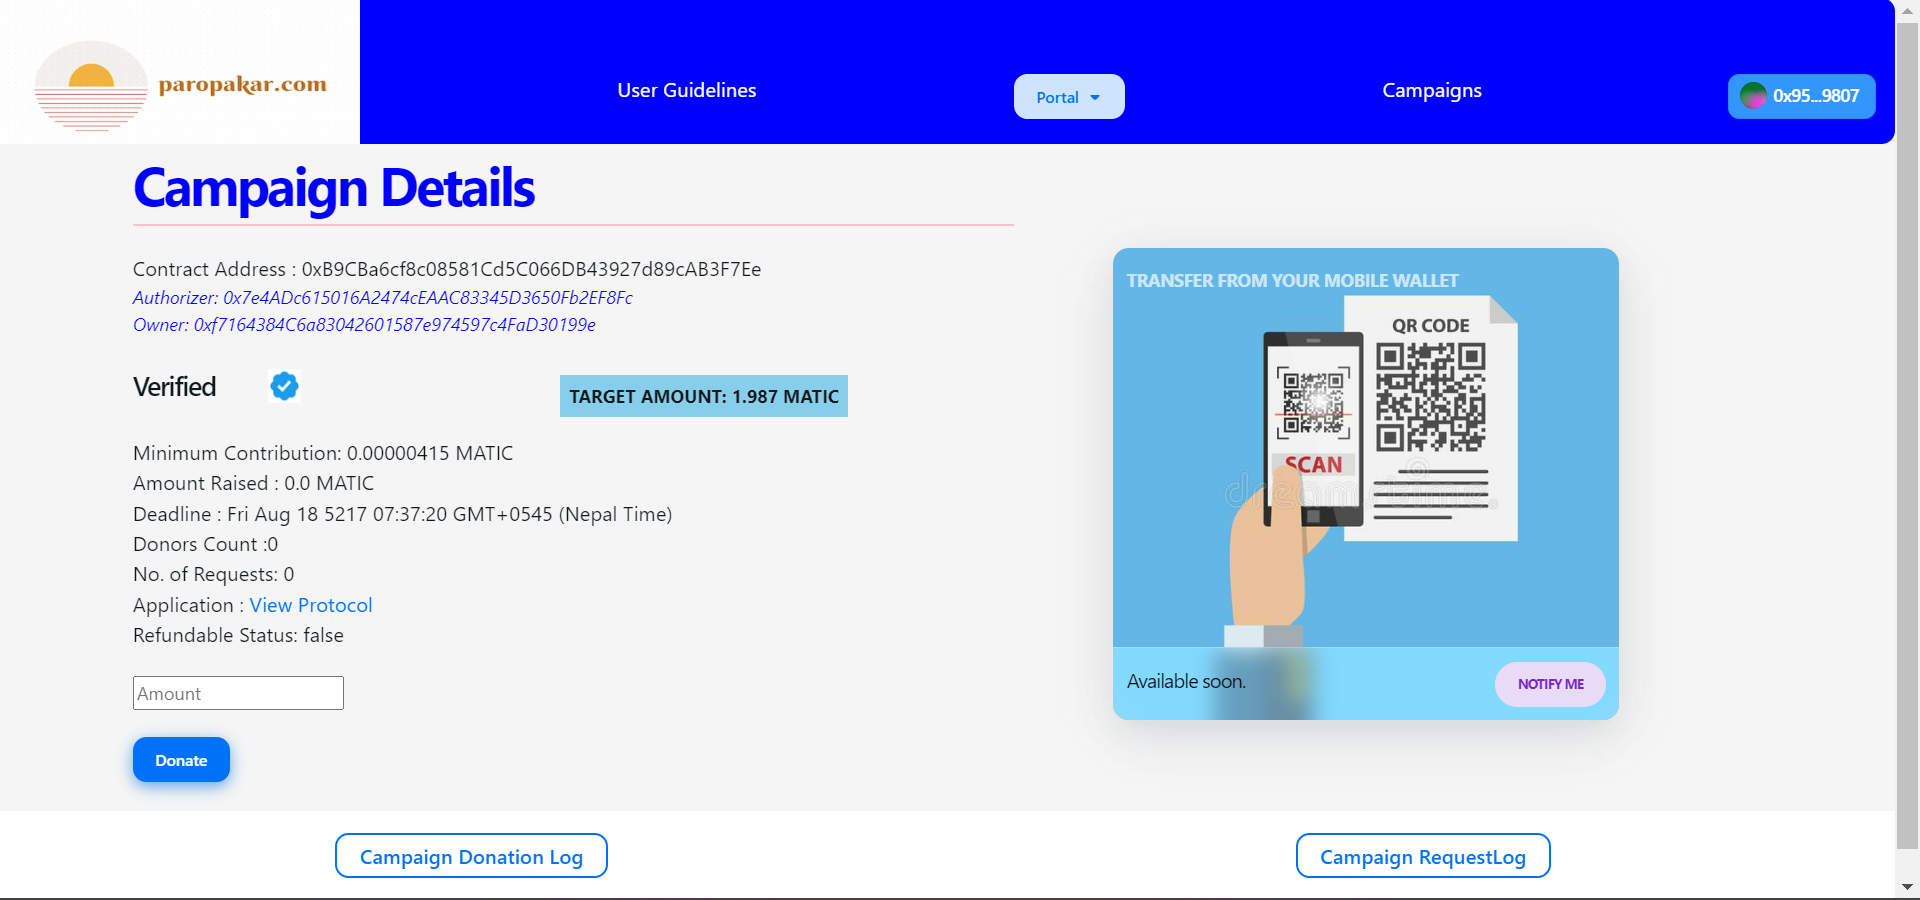 paropakar.com
User Guidelines
Portal
Campaigns
0x95...9807
Campaign Details
Contract Address : 0xB9CBa6cf8c08581Cd5C066DB43927d89cAB3F7Ee
Authorizer: 0x7e4ADc615016A2474cEAAC83345D3650Fb2EF8Fc
Owner: 0xf7164384C6a83042601587e974597c4FaD30199e
Verified
TARGET AMOUNT: 1.987 MATIC
Minimum Contribution: 0.00000415 MATIC
Amount Raised : 0.0 MATIC
Deadline : Fri Aug 18 5217 07:37:20 GMT+0545 (Nepal Time)
Donors Count :0
No. of Requests: 0
Application : View Protocol
Refundable Status: false
Amount
Donate
TRANSFER FROM YOUR MOBILE WALLET
QR CODE
SCAN
dreamstime.
Available soon.
NOTIFY ME
Campaign Donation Log
Campaign RequestLog